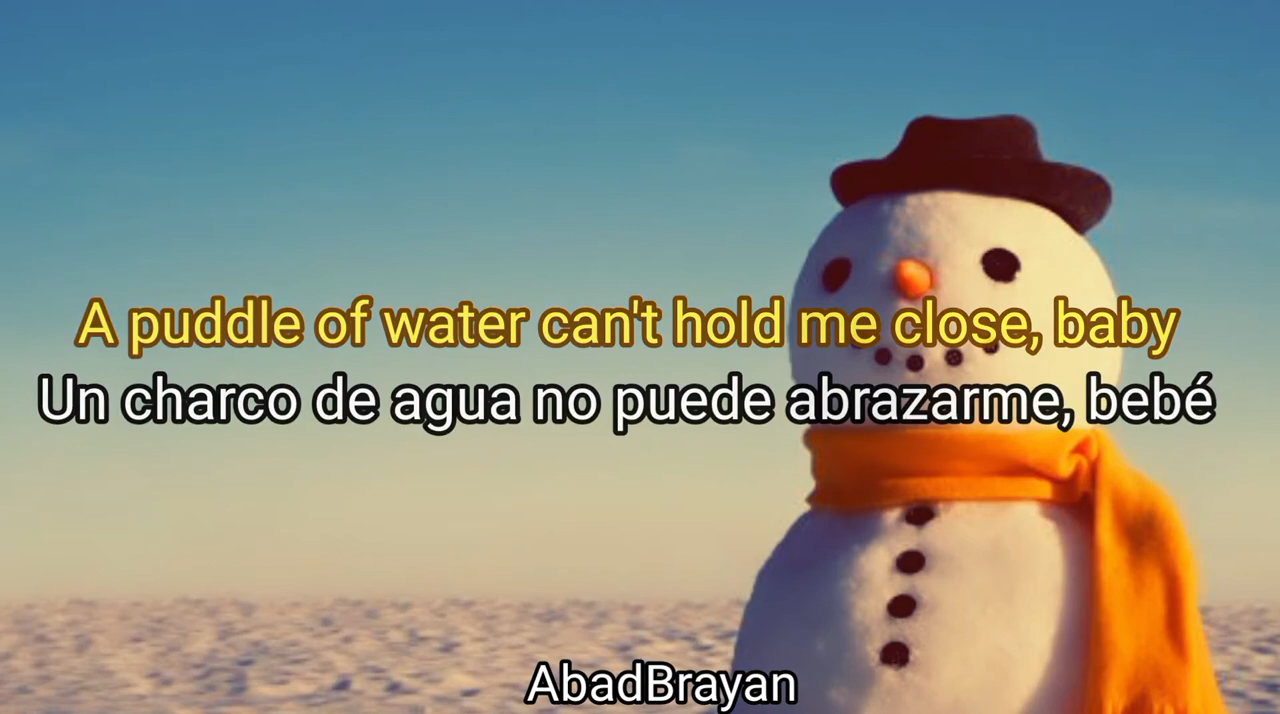 A puddle of water can't hold me close, baby
Un charco de agua no puede abrazarme, bebé
AbadBrayan